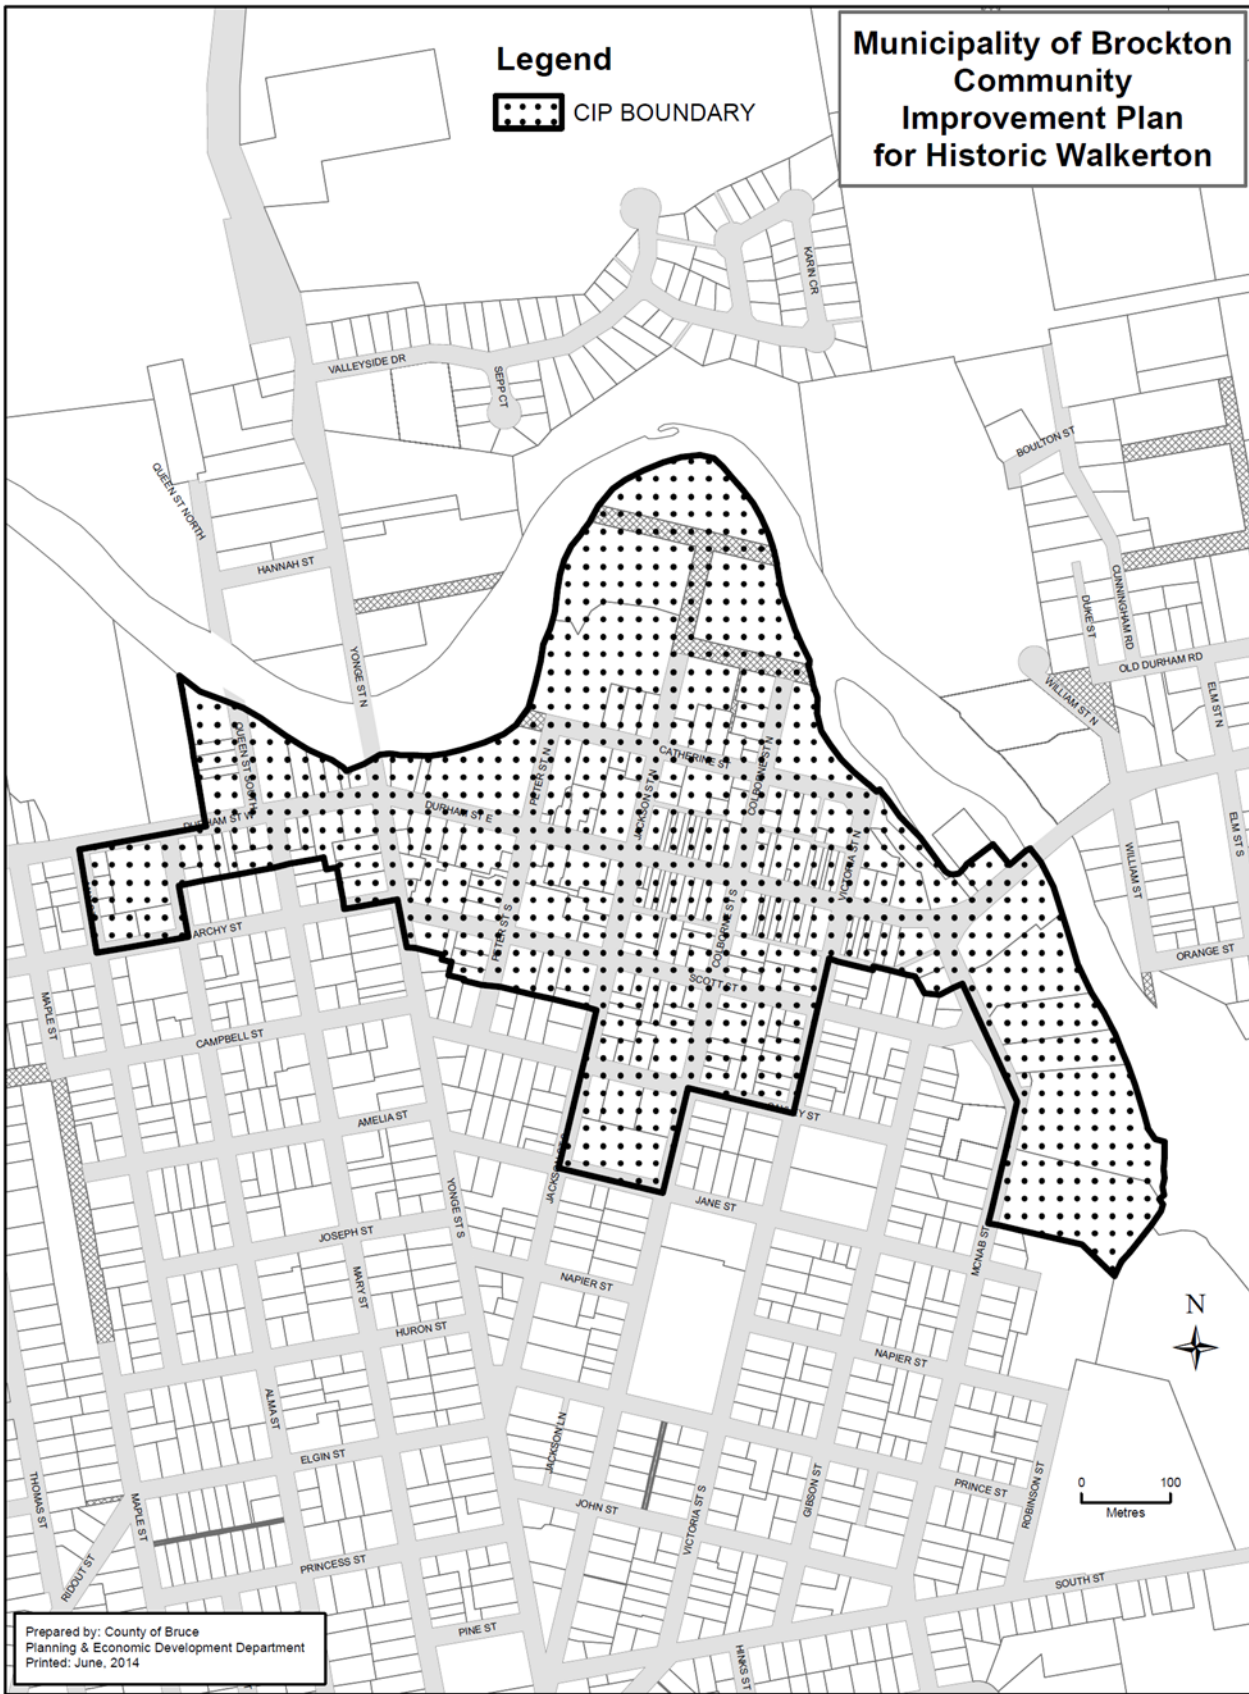 Legend
CIP BOUNDARY
Municipality of Brockton
Community
Improvement Plan
for Historic Walkerton
KARIN CR
VALLEYSIDE DR
SEPP CT
BOULTON ST
QUEEN ST NORTH
HANNAH ST
CUNNINGHAM RD
DUKE ST
OLD DURHAM RD
YONGE ST N
WILLIAM ST N
ELM ST N
QUEEN ST SOUTH
PETER ST N
CATHERINE ST
COLBORNE ST N
JACKSON ST N
DURHAM ST W
DURHAM ST E
ELM ST S
VICTORIA ST N
WILLIAM ST
ARCHY ST
PETER ST S
COLBORNE ST S
ORANGE ST
SCOTT ST
MAPLE ST
CAMPBELL ST
AMELIA ST
JACKSON ST S
YONGE ST S
JANE ST
JOSEPH ST
MCNAB ST
MARY ST
NAPIER ST
N
HURON ST
NAPIER ST
ALMA ST
JACKSON LN
ELGIN ST
THOMAS ST
MAPLE ST
JOHN ST
VICTORIA ST S
GIBSON ST
PRINCE ST
ROBINSON ST
0 100
Metres
PRINCESS ST
RIDOUT ST
SOUTH ST
PINE ST
HINKS ST
Prepared by: County of Bruce
Planning & Economic Development Department
Printed: June, 2014